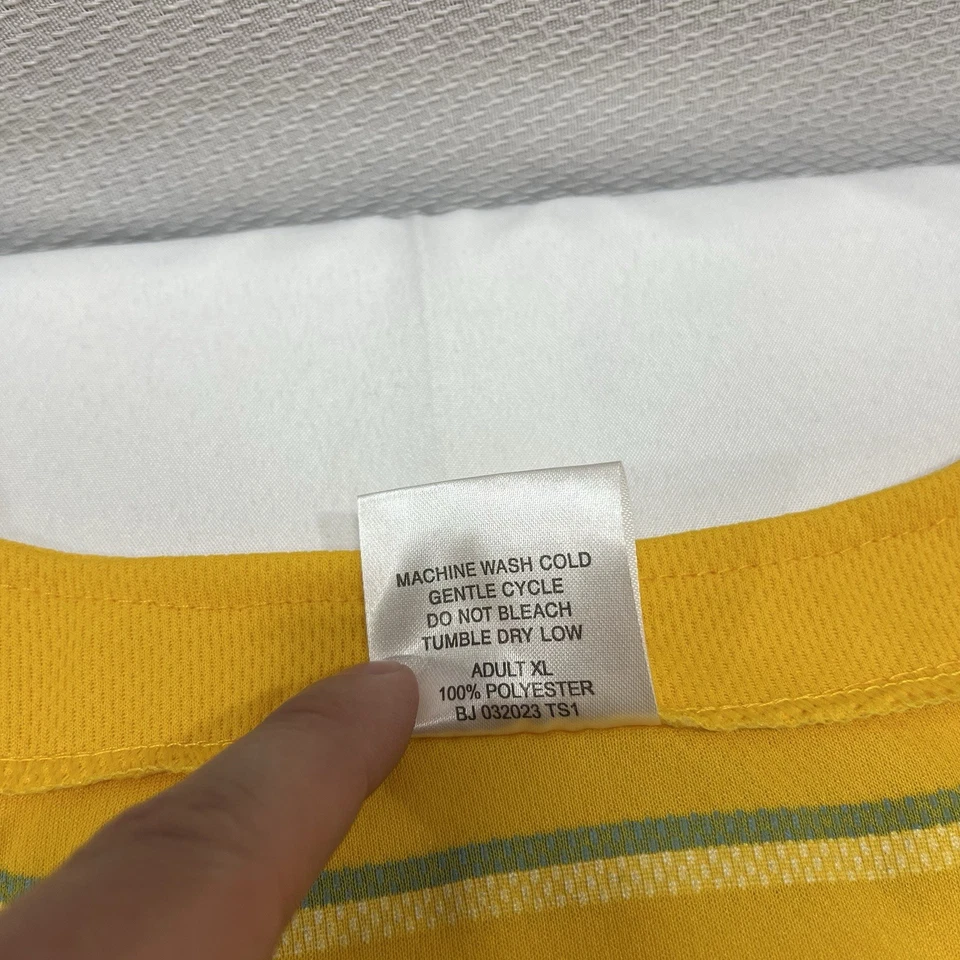 MACHINE WASH COLD
GENTLE CYCLE
DO NOT BLEACH
TUMBLE DRY LOW
ADULT XL
100% POLYESTER
BJ 032023 TS1